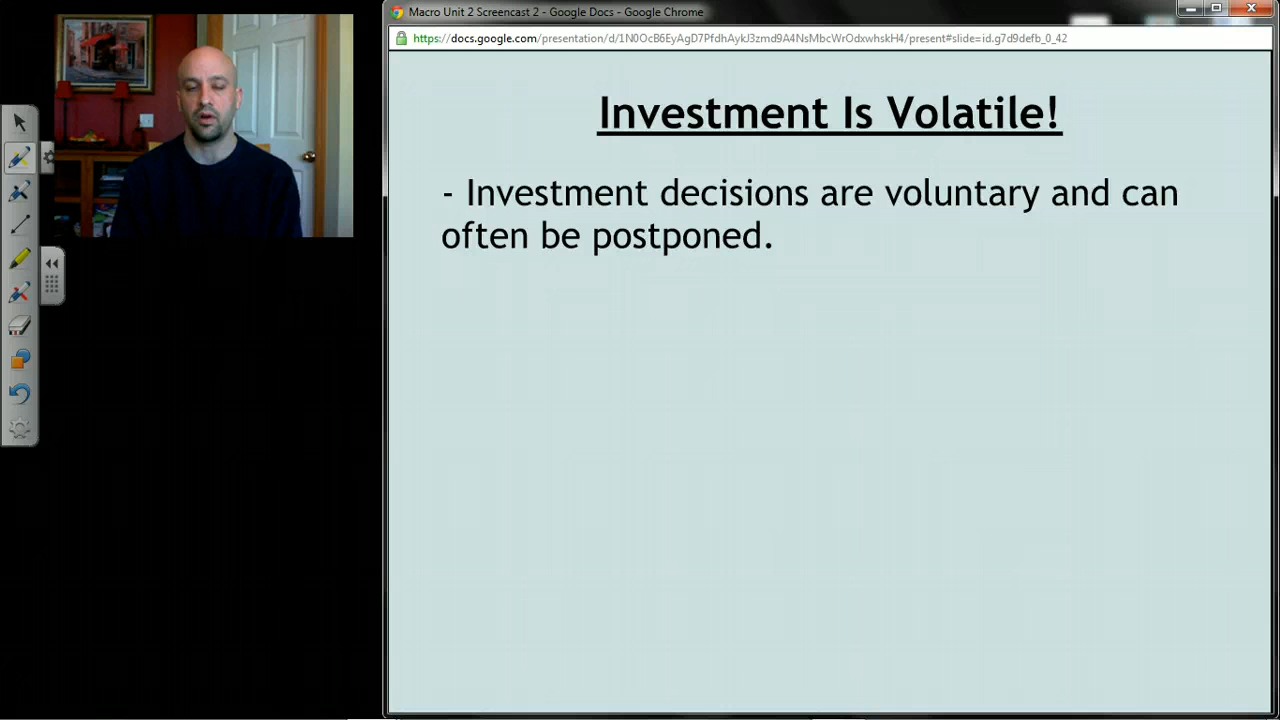 Macro Unit 2 Screencast 2 - Google Docs - Google Chrome
https://docs.google.com/presentation/d/1N0OcB6EyAgD7PfdhAykJ3zmd9A4NsMbcWrOdxwhskH4/present#slide=id.g7d9defb_0_42
Investment Is Volatile!
- Investment decisions are voluntary and can
often be postponed.